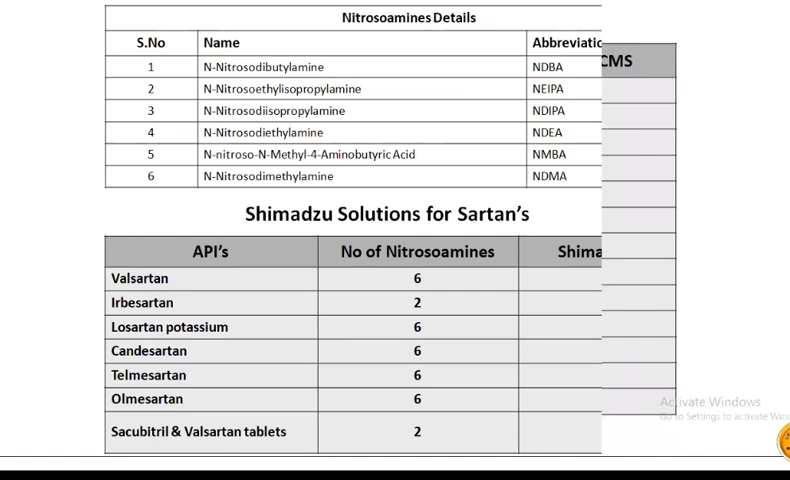 Nitrosoamines Details
S.No Name Abbreviatio
1 N-Nitrosodibutylamine NDBA
2 N-Nitrosoethylisopropylamine NEIPA
3 N-Nitrosodiisopropylamine NDIPA
4 N-Nitrosodiethylamine NDEA
5 N-nitroso-N-Methyl-4-Aminobutyric Acid NMBA
6 N-Nitrosodimethylamine NDMA
CMS
Shimadzu Solutions for Sartan's
API's No of Nitrosoamines Shima
Valsartan 6
Irbesartan 2
Losartan potassium 6
Candesartan 6
Telmesartan 6
Olmesartan 6
Sacubitril & Valsartan tablets 2
Activate Windows
Go to Settings to activate Win